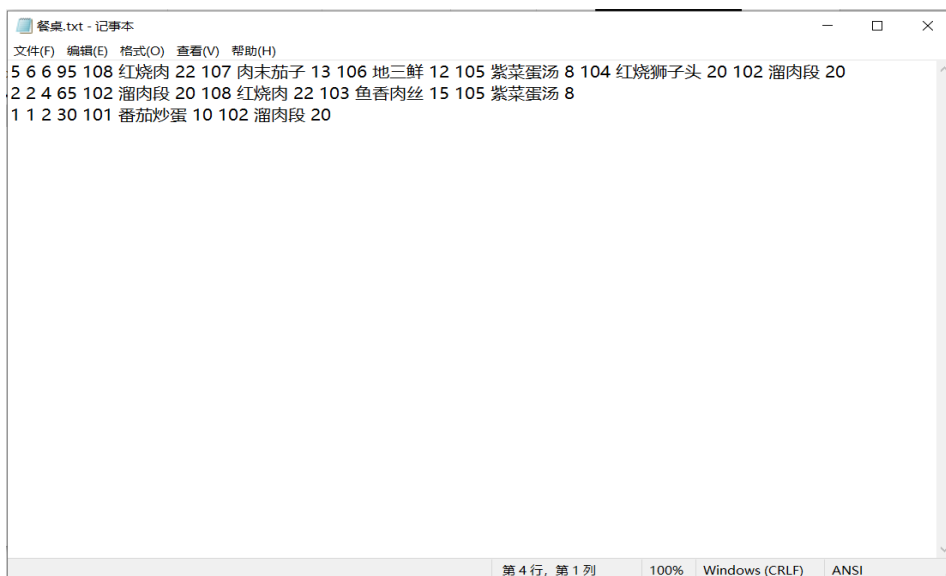 餐桌.txt - 记事本
文件(F) 编辑(E) 格式(O) 查看(V) 帮助(H)
5 6 6 95 108 红烧肉 22 107 肉末茄子 13 106 地三鲜 12 105 紫菜蛋汤 8 104 红烧狮子头 20 102 溜肉段 20
2 2 4 65 102 溜肉段 20 108 红烧肉 22 103 鱼香肉丝 15 105 紫菜蛋汤 8
1 1 2 30 101 番茄炒蛋 10 102 溜肉段 20
第 4 行，第 1 列 100% Windows (CRLF) ANSI